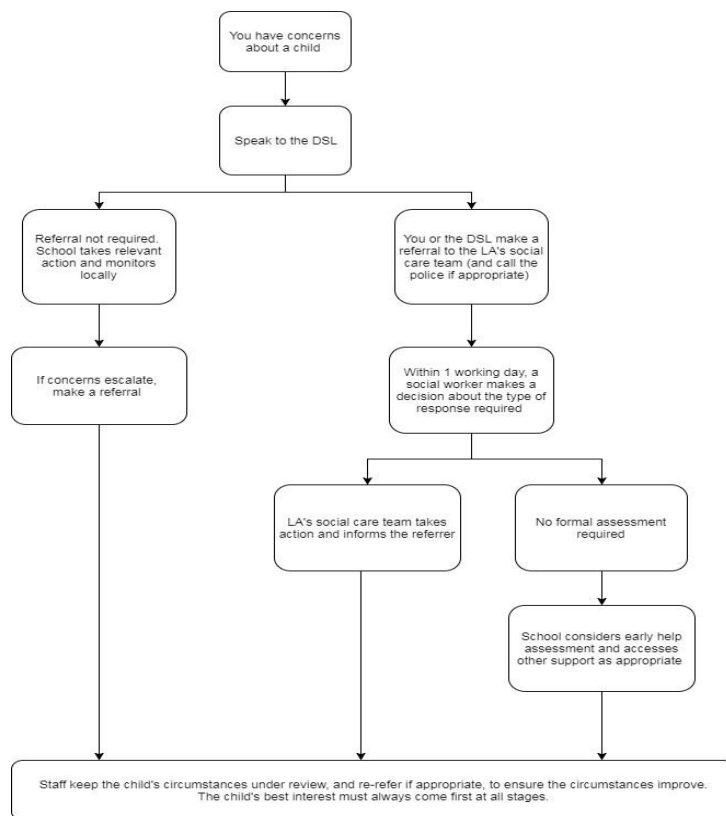 You have concerns
about a child
Speak to the DSL
Referral not required.
School takes relevant
action and monitors
locally
You or the DSL make a
referral to the LA's social
care team (and call the
police if appropriate)
If concerns escalate,
make a referral
Within 1 working day, a
social worker makes a
decision about the type of
response required
LA's social care team takes
action and informs the referrer
No formal assessment
required
School considers early help
assessment and accesses
other support as appropriate
Staff keep the child's circumstances under review, and re-refer if appropriate, to ensure the circumstances improve.
The child's best interest must always come first at all stages.